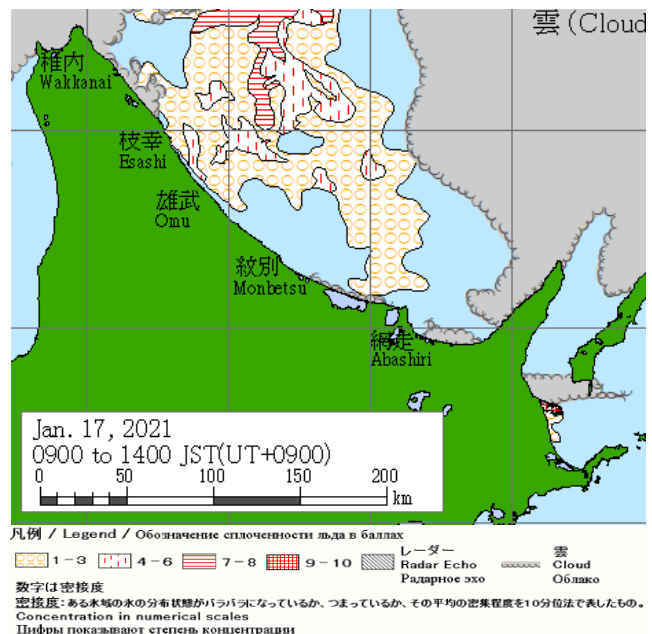 雲(Cloud
稚内
Wakkanai
枝幸
Esashi
雄武
Omu
紋別
Monbetsu
網走
Abashiri
Jan. 17, 2021
0900 to 1400 JST(UT+0900)
0 50 100 150 200
km
凡例 / Legend / Обозначение сплоченности льда в баллах
1-3 4-6 7-8 9-10 レーダー Radar Echo Радарное эхо 雲 Cloud Облако
数字は密接度
密接度：ある氷域の氷の分布状態がバラバラになっているか、つまっているか、その平均の密集程度を10分位法で表したもの。
Concentration in numerical scales
Цифры показывают степень концентрации